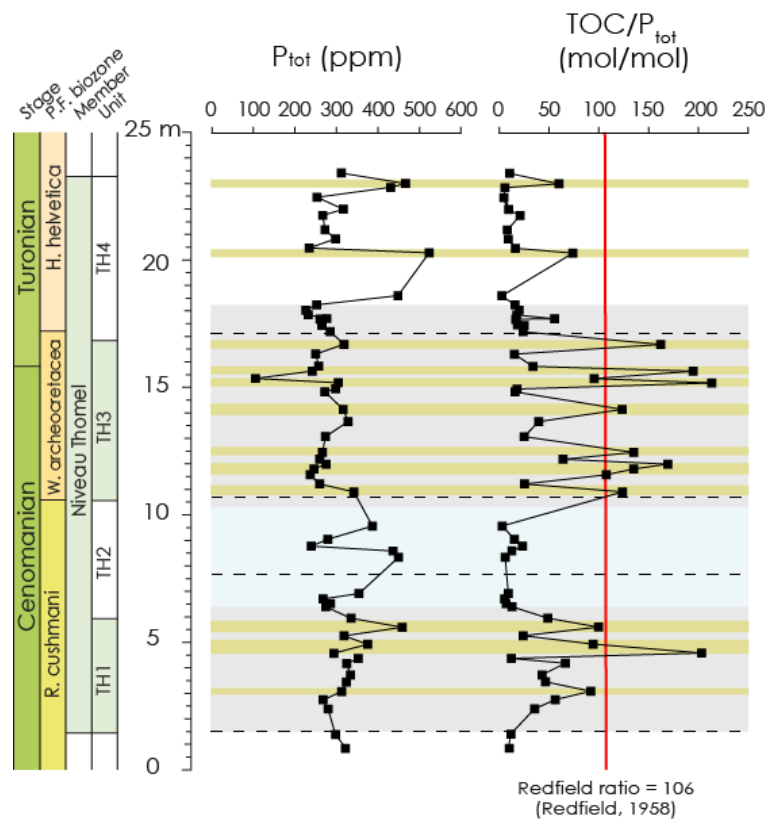 Stage
P.F. biozone
Member
Unit
P tot (ppm)
TOC/P tot
(mol/mol)
0 100 200 300 400 500 600
0 50 100 150 200 250
25 m
20
15
10
5
0
Turonian
Cenomanian
H. helvetica
W. archeocretacea
R. cushmani
Niveau Thomel
TH4
TH3
TH2
TH1
Redfield ratio = 106
(Redfield, 1958)